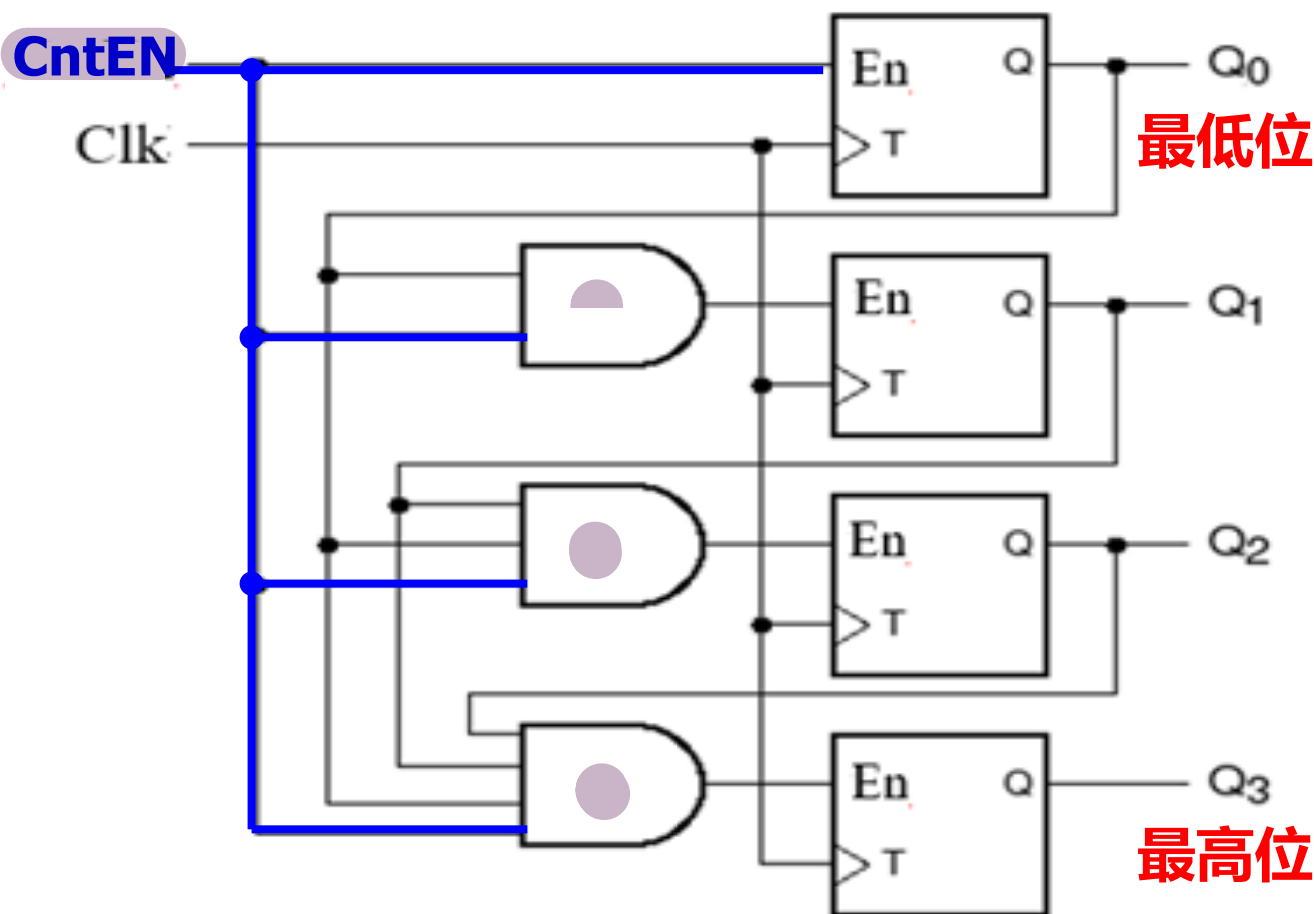 CntEN
En Q Q0
Clk T 最低位
En Q Q1
T
En Q Q2
T
En Q Q3
T 最高位